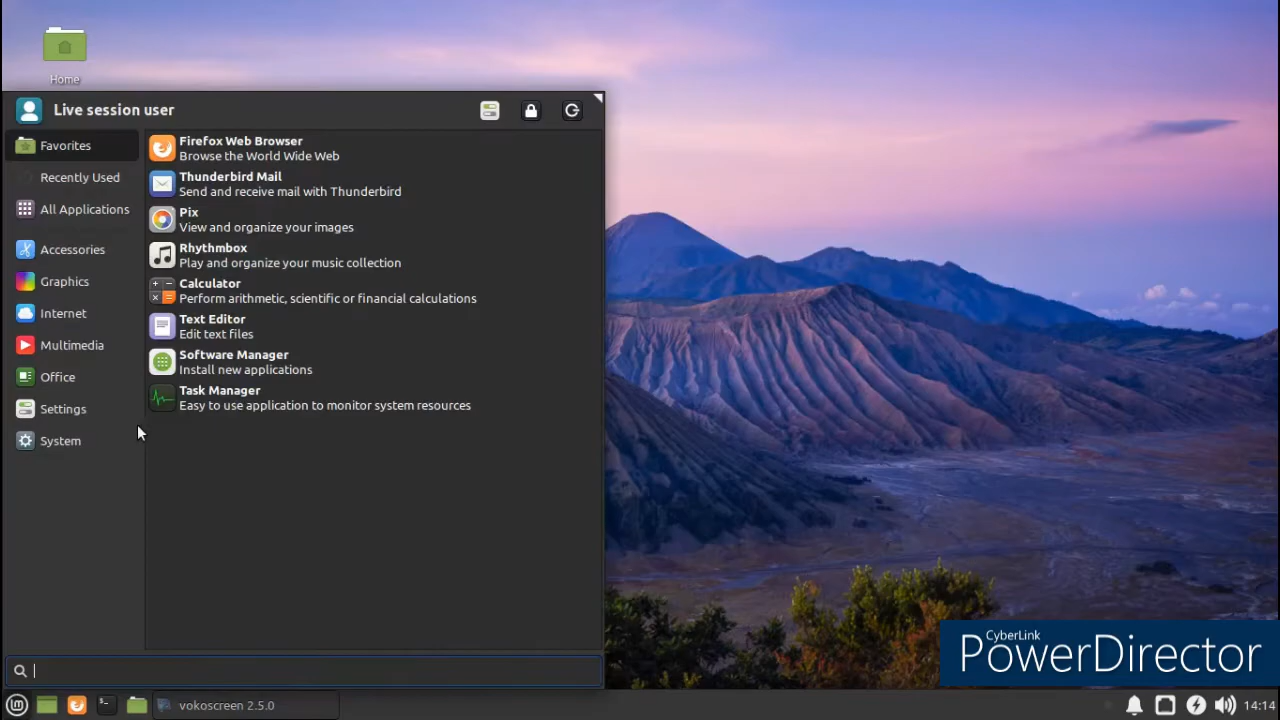 Home
Live session user
Favorites
Recently Used
All Applications
Accessories
Graphics
Internet
Multimedia
Office
Settings
System
Firefox Web Browser
Browse the World Wide Web
Thunderbird Mail
Send and receive mail with Thunderbird
Pix
View and organize your images
Rhythmbox
Play and organize your music collection
Calculator
Perform arithmetic, scientific or financial calculations
Text Editor
Edit text files
Software Manager
Install new applications
Task Manager
Easy to use application to monitor system resources
CyberLink
PowerDirector
vokoscreen 2.5.0
14:14